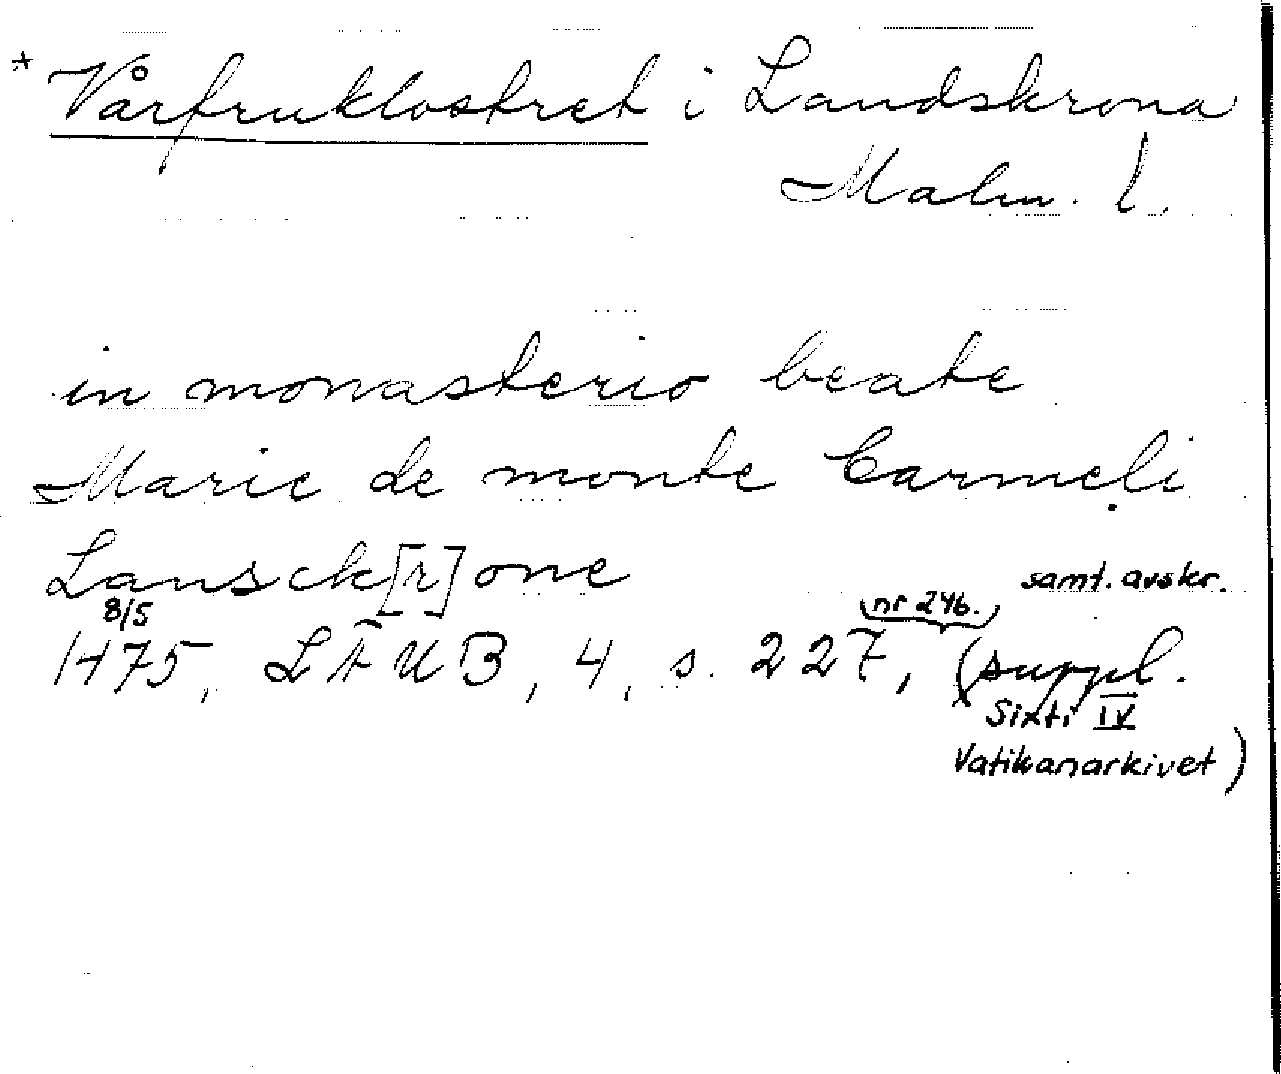 * Vårfruklostret i Landskrona
Malm. l.
in monasterio beate
Marie de monte Carmeli
Lansck[r]one
samt. avskr.
8/5 nr 246.
1475, LÄUB, 4, s. 227, (suppl.
Sixti IV
Vatikanarkivet)